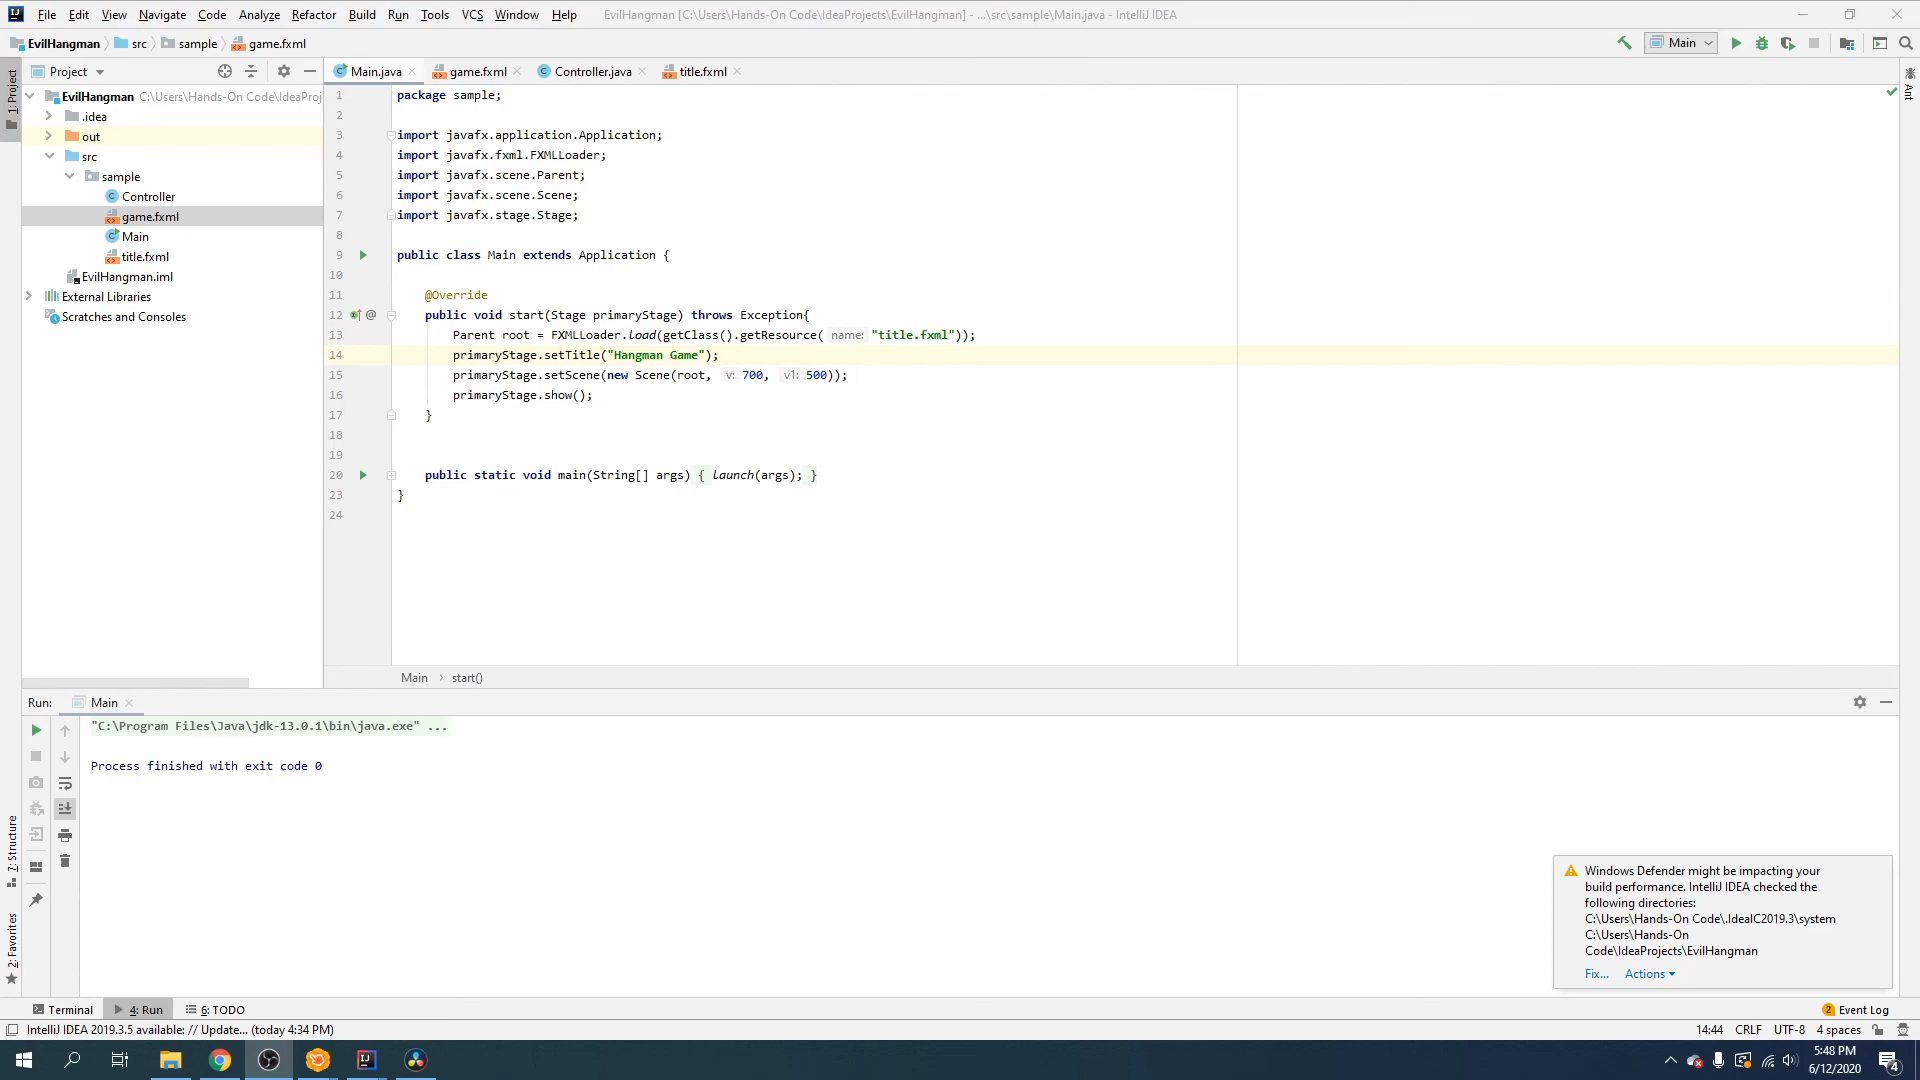 File Edit View Navigate Code Analyze Refactor Build Run Tools VCS Window Help EvilHangman [C:\Users\Hands-On Code\IdeaProjects\EvilHangman] - ...\src\sample\Main.java - IntelliJ IDEA
EvilHangman src sample game.fxml Main
Project Main.java game.fxml Controller.java title.fxml
1: Project
Ant
EvilHangman C:\Users\Hands-On Code\IdeaProj
.idea
out
src
sample
Controller
game.fxml
Main
title.fxml
EvilHangman.iml
External Libraries
Scratches and Consoles
1 package sample;
2
3 import javafx.application.Application;
4 import javafx.fxml.FXMLLoader;
5 import javafx.scene.Parent;
6 import javafx.scene.Scene;
7 import javafx.stage.Stage;
8
9 public class Main extends Application {
10
11 @Override
12 @ public void start(Stage primaryStage) throws Exception{
13 Parent root = FXMLLoader.load(getClass().getResource( name: "title.fxml"));
14 primaryStage.setTitle("Hangman Game");
15 primaryStage.setScene(new Scene(root, v: 700, v1: 500));
16 primaryStage.show();
17 }
18
19
20 public static void main(String[] args) { launch(args); }
23 }
24
Main start()
Run: Main
"C:\Program Files\Java\jdk-13.0.1\bin\java.exe" ...
Process finished with exit code 0
7: Structure
2: Favorites
Windows Defender might be impacting your
build performance. IntelliJ IDEA checked the
following directories:
C:\Users\Hands-On Code\.IdeaIC2019.3\system
C:\Users\Hands-On
Code\IdeaProjects\EvilHangman
Fix... Actions
Terminal 4: Run 6: TODO 2 Event Log
IntelliJ IDEA 2019.3.5 available: // Update... (today 4:34 PM) 14:44 CRLF UTF-8 4 spaces
5:48 PM
6/12/2020
4